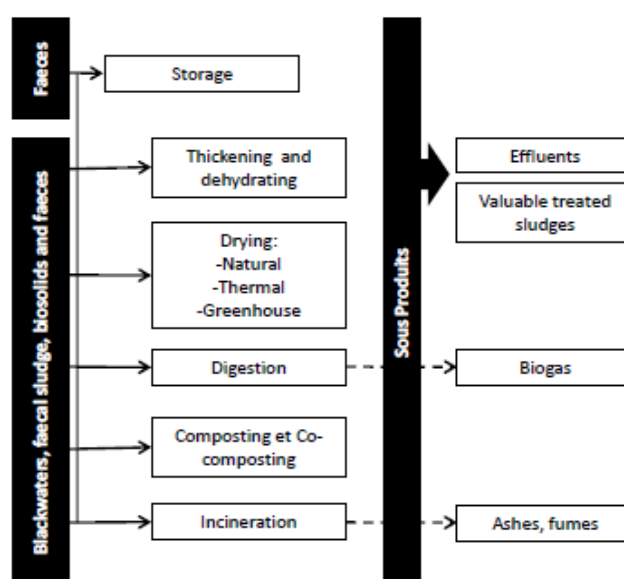 Faeces
Storage
Blackwaters, faecal sludge, biosolids and faeces
Thickening and
dehydrating
Drying:
-Natural
-Thermal
-Greenhouse
Digestion
Composting et Co-
composting
Incineration
Sous Produits
Effluents
Valuable treated
sludges
Biogas
Ashes, fumes